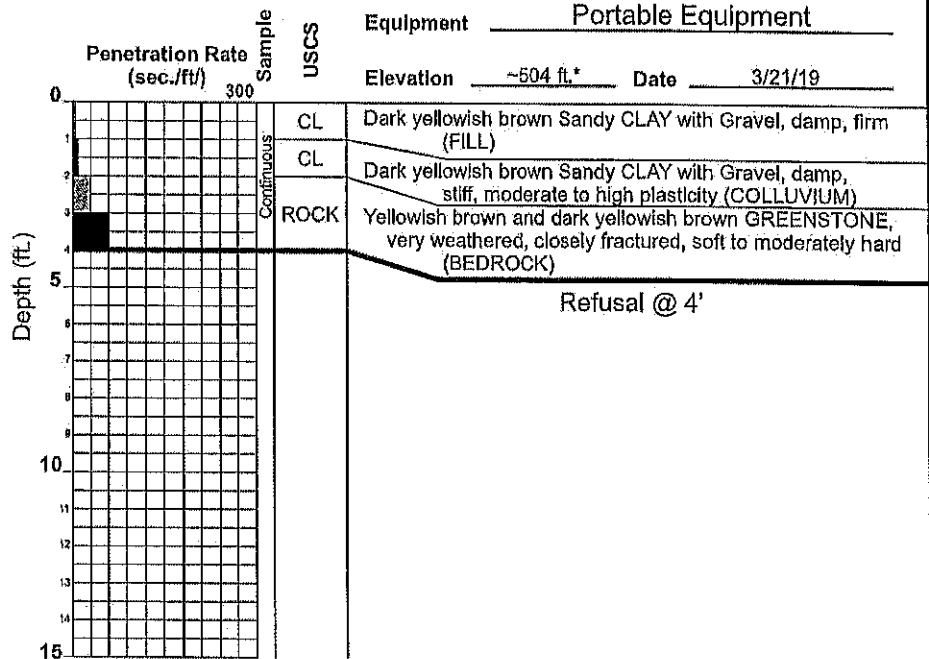 Equipment Portable Equipment
Penetration Rate
(sec./ft/)
Sample
USCS
Elevation ~504 ft.* Date 3/21/19
0 300
CL Dark yellowish brown Sandy CLAY with Gravel, damp, firm
(FILL)
1
Continuous
CL Dark yellowish brown Sandy CLAY with Gravel, damp,
stiff, moderate to high plasticity (COLLUVIUM)
2
ROCK Yellowish brown and dark yellowish brown GREENSTONE,
very weathered, closely fractured, soft to moderately hard
(BEDROCK)
3
4
5
Refusal @ 4'
Depth (ft.)
6
7
8
9
10
11
12
13
14
15